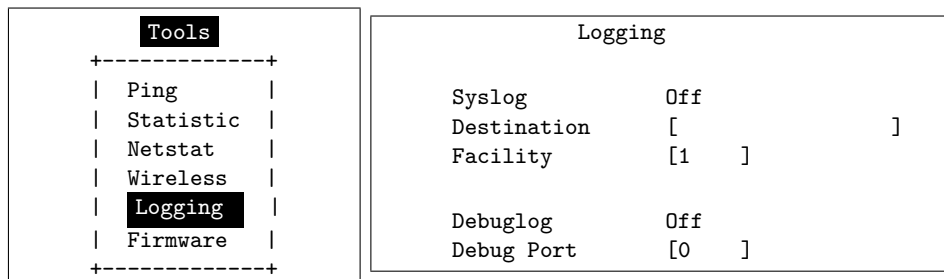 Tools
+-------------+
| Ping |
| Statistic |
| Netstat |
| Wireless |
| Logging |
| Firmware |
+-------------+
Logging
Syslog Off
Destination [ ]
Facility [1 ]
Debuglog Off
Debug Port [0 ]